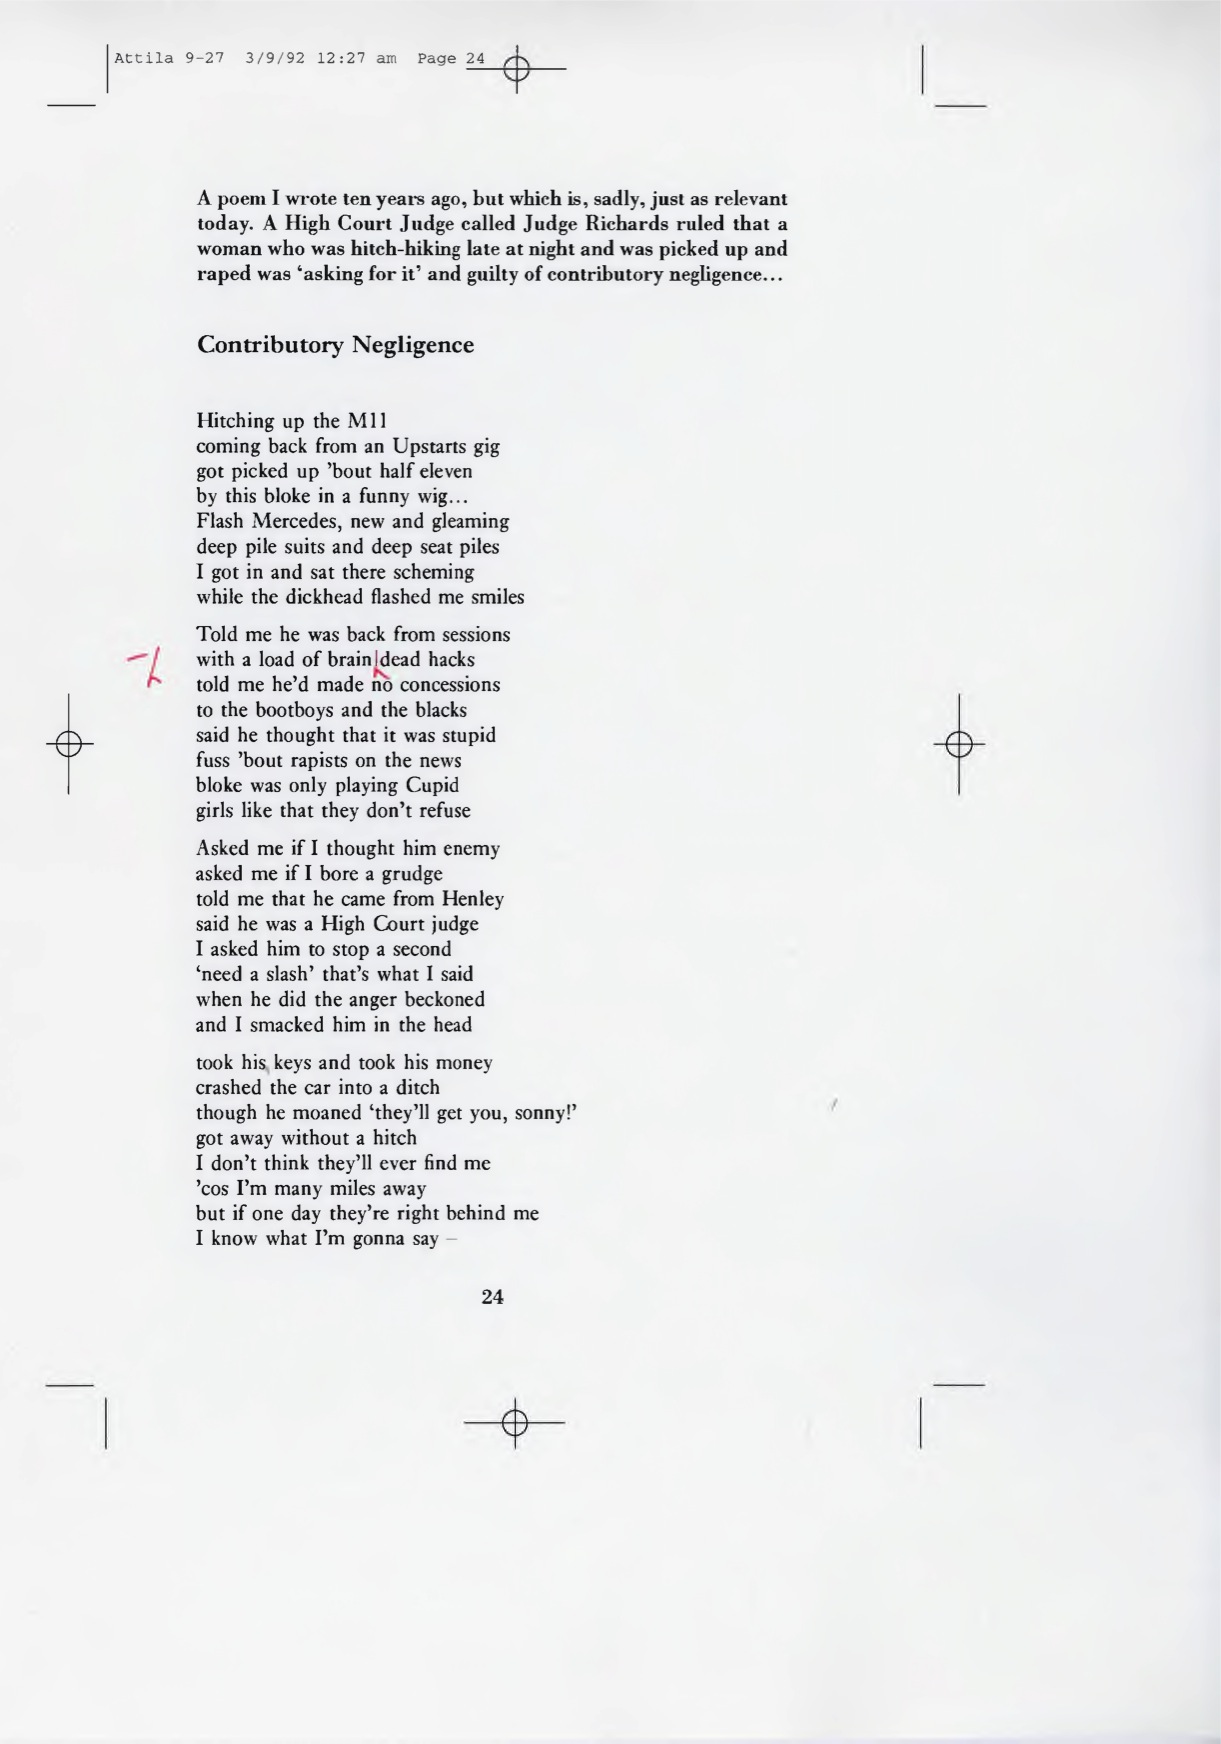 Attila 9-27 3/9/92 12:27 am Page 24
A poem I wrote ten years ago, but which is, sadly, just as relevant
today. A High Court Judge called Judge Richards ruled that a
woman who was hitch-hiking late at night and was picked up and
raped was ‘asking for it’ and guilty of contributory negligence...
Contributory Negligence
Hitching up the M11
coming back from an Upstarts gig
got picked up ’bout half eleven
by this bloke in a funny wig...
Flash Mercedes, new and gleaming
deep pile suits and deep seat piles
I got in and sat there scheming
while the dickhead flashed me smiles
Told me he was back from sessions
with a load of brain dead hacks
told me he’d made no concessions
to the bootboys and the blacks
said he thought that it was stupid
fuss ’bout rapists on the news
bloke was only playing Cupid
girls like that they don’t refuse
Asked me if I thought him enemy
asked me if I bore a grudge
told me that he came from Henley
said he was a High Court judge
I asked him to stop a second
‘need a slash’ that’s what I said
when he did the anger beckoned
and I smacked him in the head
took his keys and took his money
crashed the car into a ditch
though he moaned ‘they’ll get you, sonny!’
got away without a hitch
I don’t think they’ll ever find me
’cos I’m many miles away
but if one day they’re right behind me
I know what I’m gonna say –
24